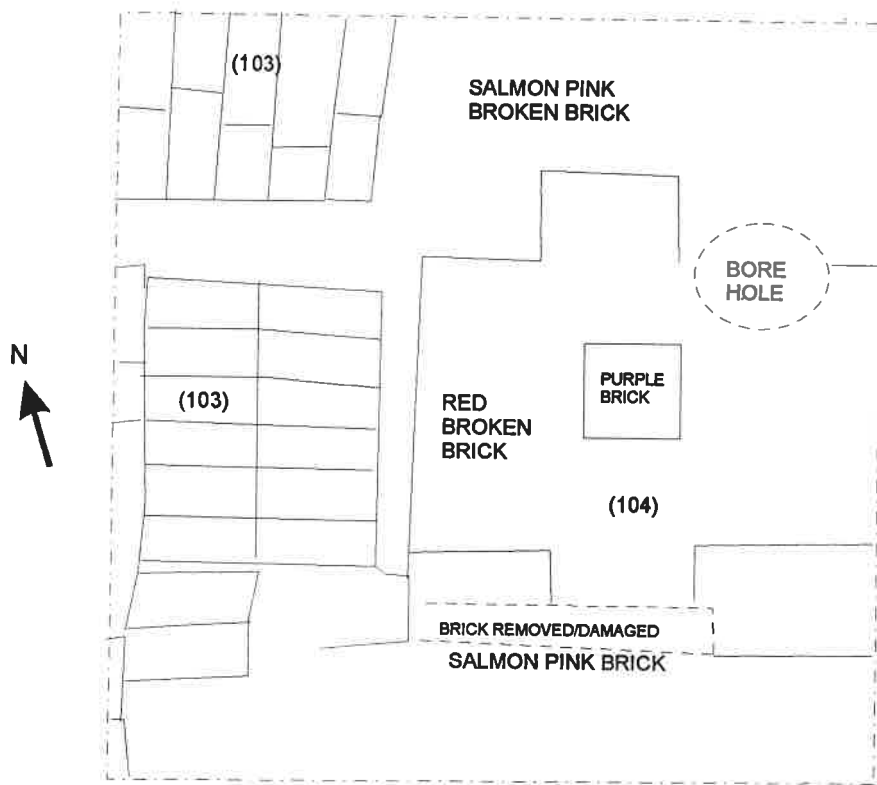 (103)
SALMON PINK
BROKEN BRICK
BORE
HOLE
N
PURPLE
BRICK
(103)
RED
BROKEN
BRICK
(104)
BRICK REMOVED/DAMAGED
SALMON PINK BRICK